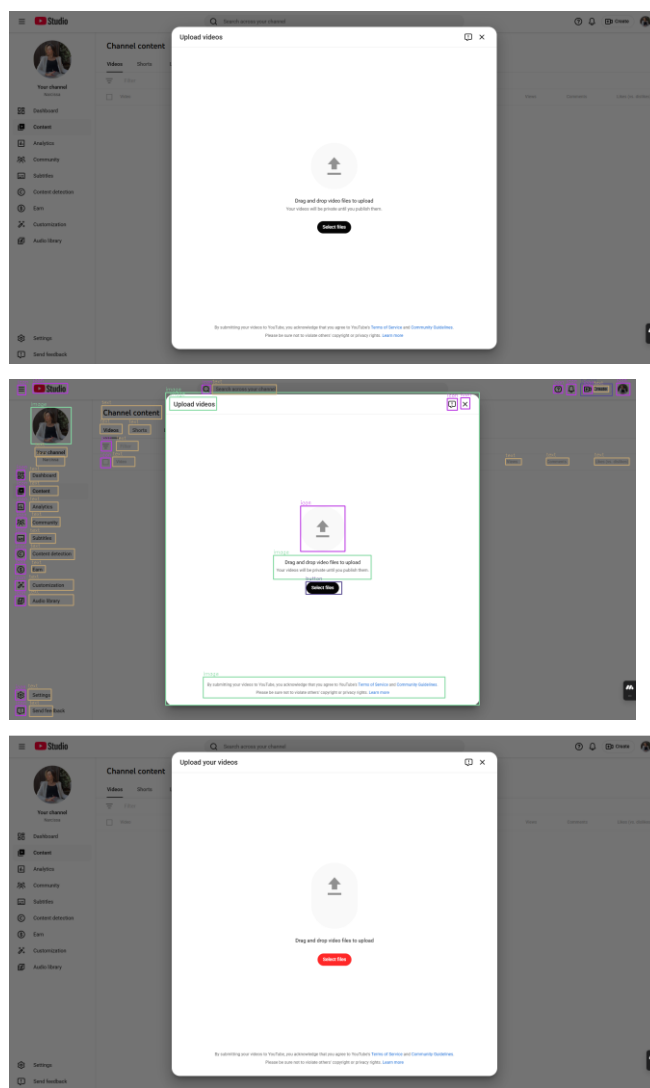 Studio
Search across your channel
Create
Upload videos
Channel content
Videos Shorts
Your channel
Video
Views Comments
Dashboard
Content
Analytics
Community
Subtitles
Content detection
Earn
Customization
Audio library
Drag and drop video files to upload
Your videos will be private until you publish them.
Select files
By submitting your videos to YouTube, you acknowledge that you agree to YouTube's Terms of Service and Community Guidelines.
Please be sure not to violate others' copyright or privacy rights. Learn more
Settings
Send feedback
Studio
Search across your channel
Create
Upload videos
Channel content
Videos Shorts
Your channel
Dashboard
Content
Analytics
Community
Subtitles
Content detection
Earn
Customization
Audio library
Drag and drop video files to upload
Your videos will be private until you publish them.
Select files
By submitting your videos to YouTube, you acknowledge that you agree to YouTube's Terms of Service and Community Guidelines.
Please be sure not to violate others' copyright or privacy rights. Learn more
Settings
Send feedback
Studio
Search across your channel
Create
Upload your videos
Channel content
Videos Shorts
Your channel
Video
Views Comments
Dashboard
Content
Analytics
Community
Subtitles
Content detection
Earn
Customization
Audio library
Drag and drop video files to upload
Select files
By submitting your videos to YouTube, you acknowledge that you agree to YouTube's Terms of Service and Community Guidelines.
Please be sure not to violate others' copyright or privacy rights. Learn more
Settings
Send feedback